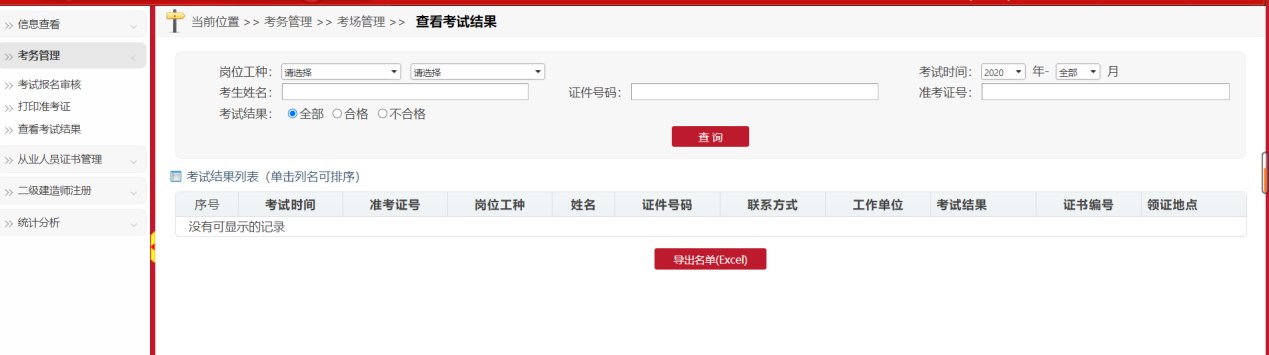 信息查看
当前位置 >> 考务管理 >> 考场管理 >> 查看考试结果
考务管理
考试报名审核
打印准考证
查看考试结果
从业人员证书管理
二级建造师注册
统计分析
岗位工种： 请选择 请选择 考试时间： 2020 年- 全部 月
考生姓名： 证件号码： 准考证号：
考试结果： 全部 合格 不合格
查 询
考试结果列表（单击列名可排序）
序号 考试时间 准考证号 岗位工种 姓名 证件号码 联系方式 工作单位 考试结果 证书编号 领证地点
没有可显示的记录
导出名单(Excel)